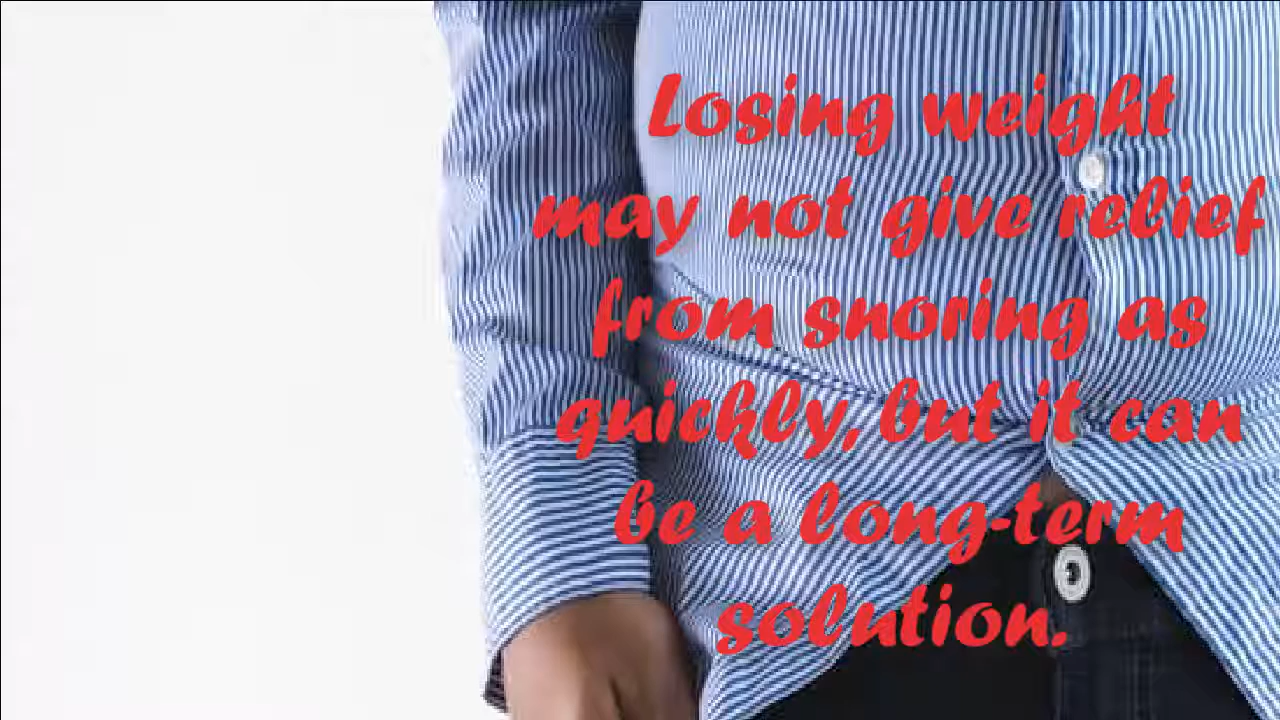 Losing weight
may not give relief
from snoring as
quickly, but it can
be a long-term
solution.